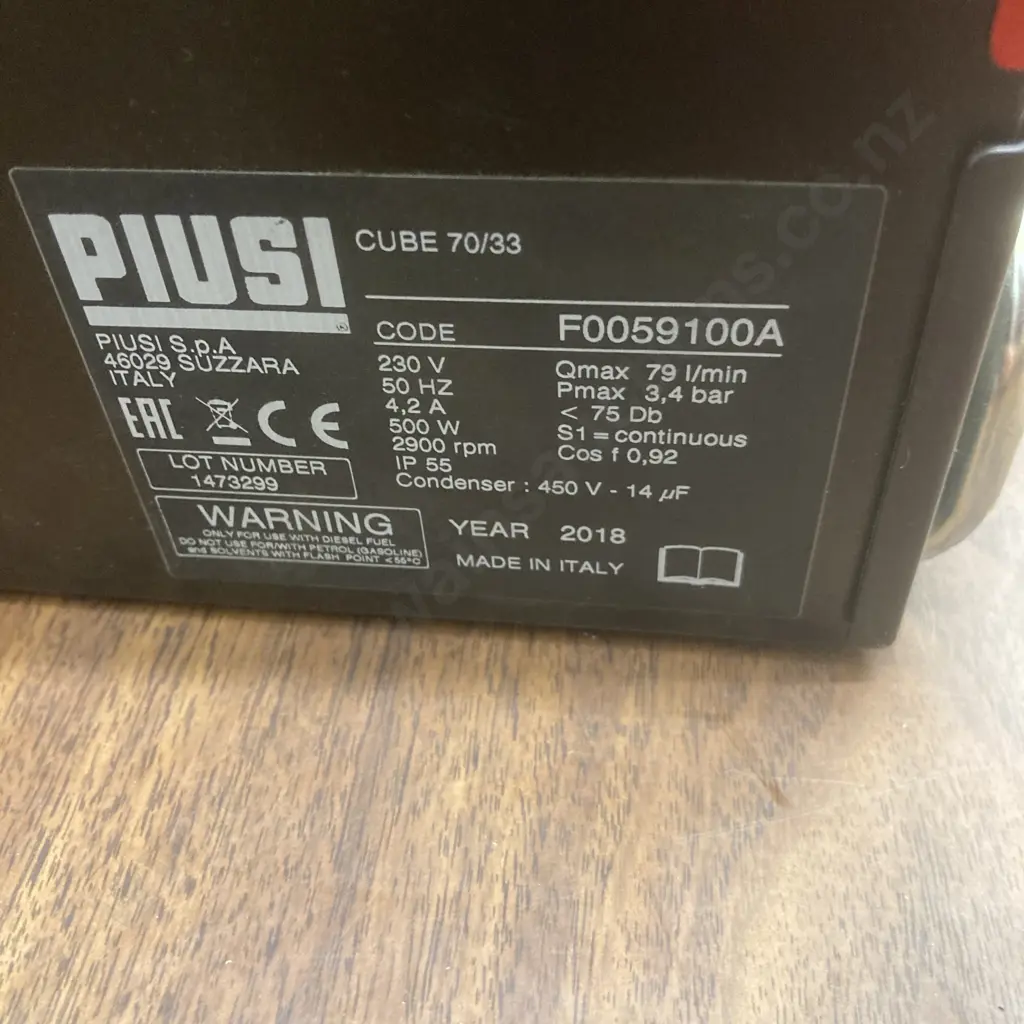 PIUSI
CUBE 70/33
PIUSI S.p.A
46029 SUZZARA
ITALY
EAC CE
LOT NUMBER
1473299
WARNING
ONLY FOR USE WITH DIESEL FUEL
DO NOT USE FOR/WITH PETROL (GASOLINE)
and SOLVENTS WITH FLASH POINT <55°C
CODE F0059100A
230 V
50 HZ
4,2 A
500 W
2900 rpm
IP 55
Qmax 79 l/min
Pmax 3,4 bar
< 75 Db
S1 = continuous
Cos f 0,92
Condenser : 450 V - 14 µF
YEAR 2018
MADE IN ITALY